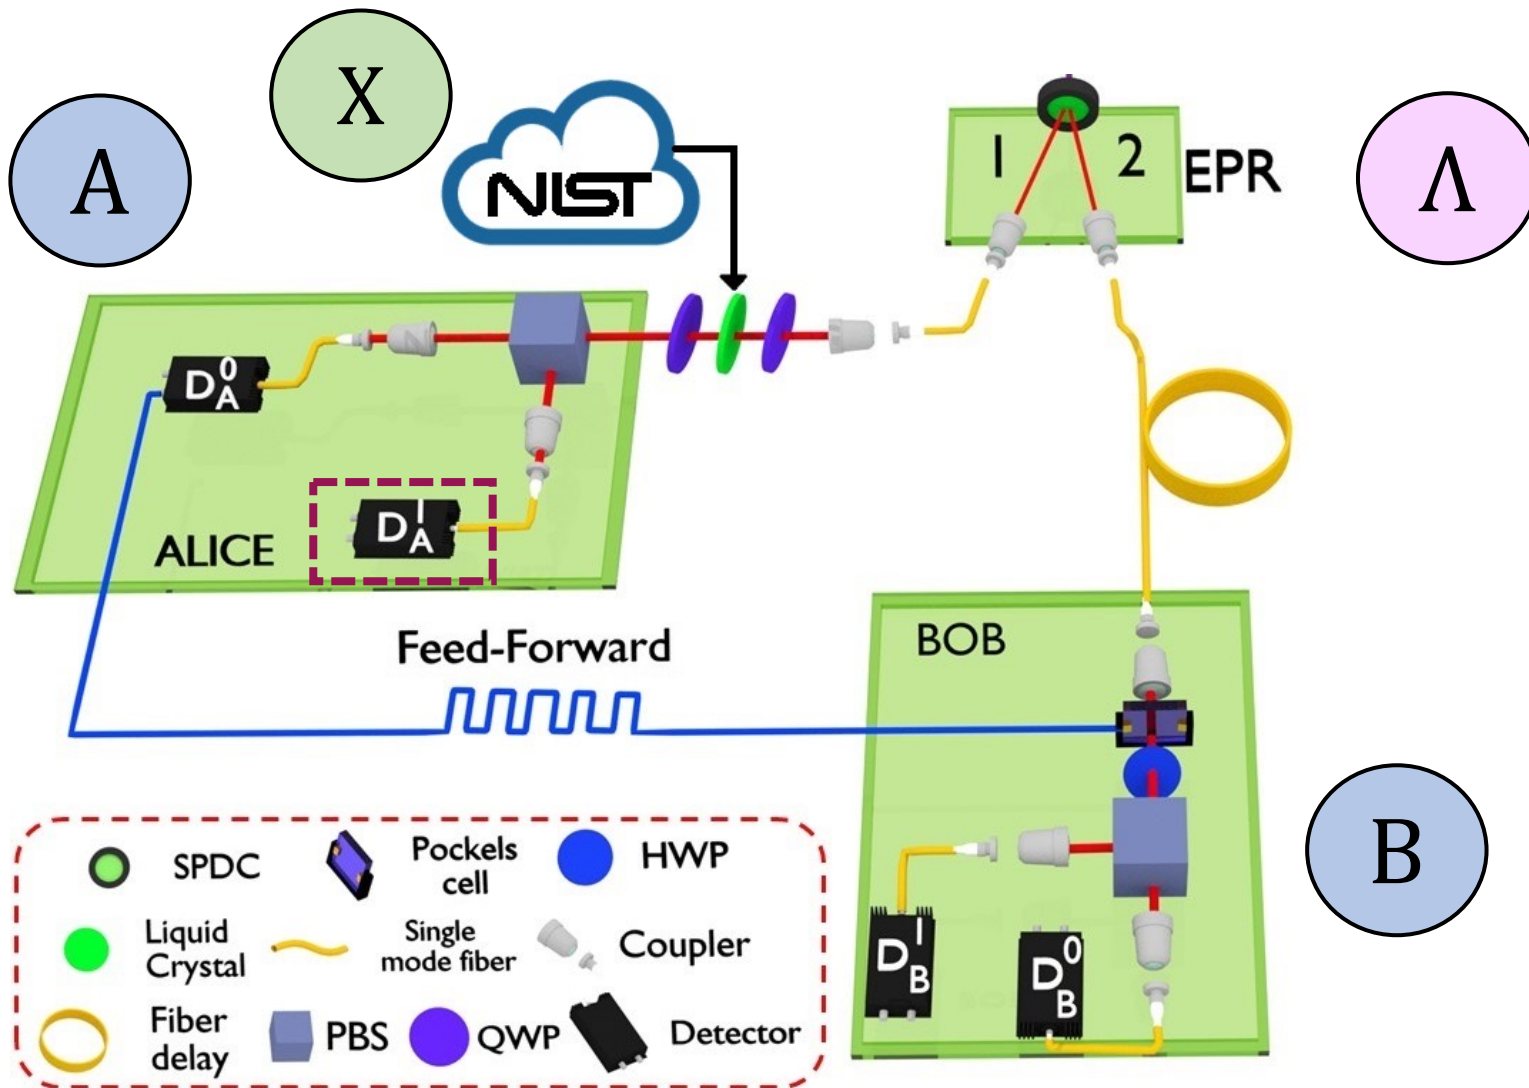 X
A
NIST
1
2
EPR
Λ
D_A^0
D_A^1
ALICE
Feed-Forward
BOB
B
D_B^1
D_B^0
SPDC
Pockels
cell
HWP
Liquid
Crystal
Single
mode fiber
Coupler
Fiber
delay
PBS
QWP
Detector